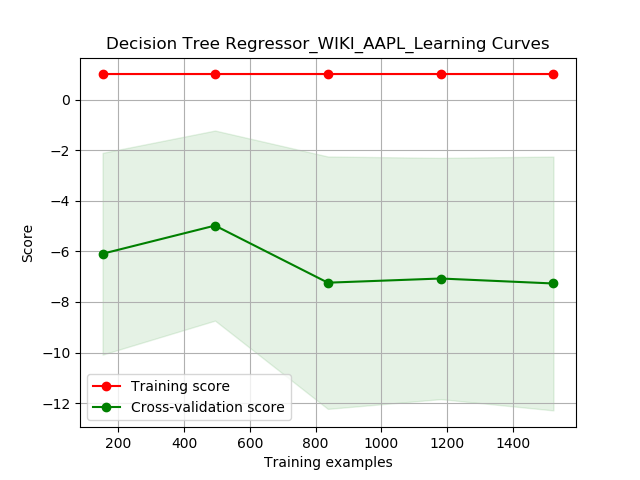 Decision Tree Regressor_WIKI_AAPL_Learning Curves
Score
0
−2
−4
−6
−8
−10
−12
Training score
Cross-validation score
200 400 600 800 1000 1200 1400
Training examples